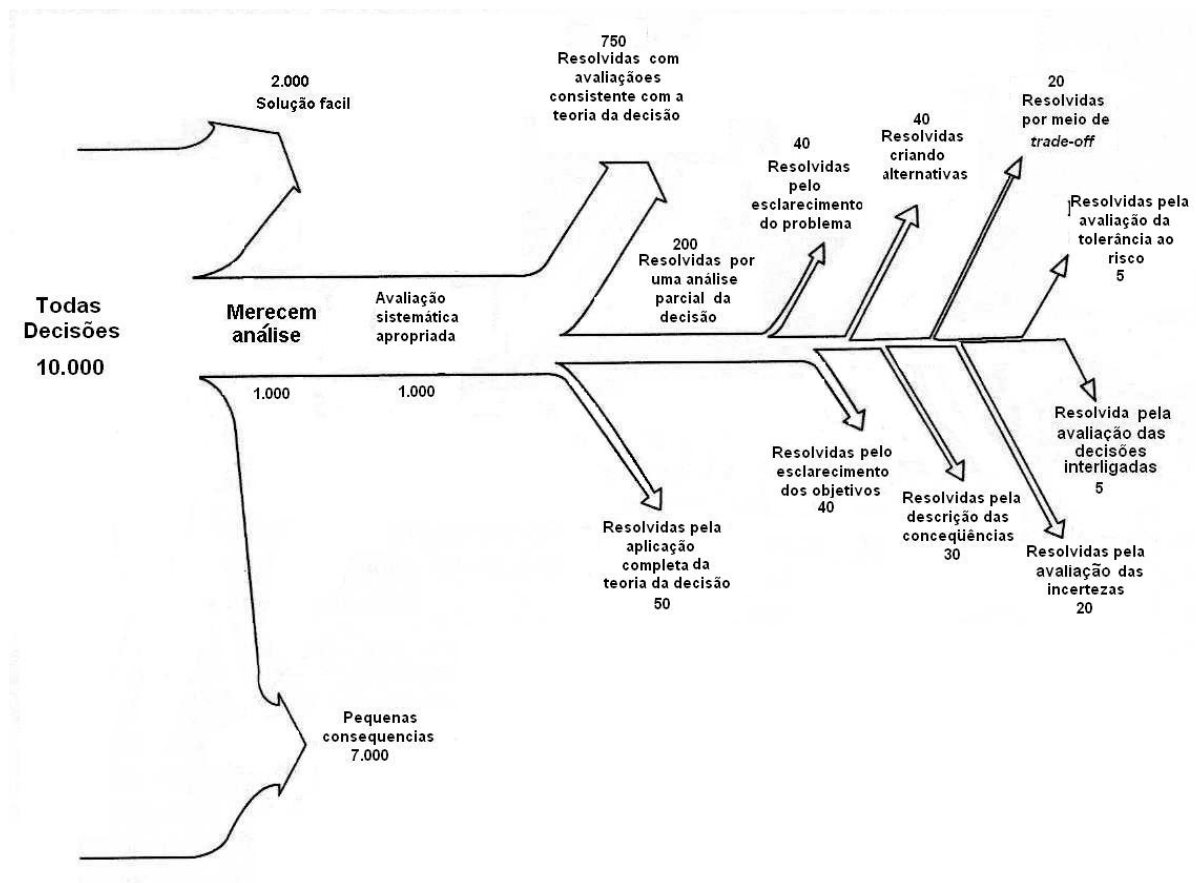 2.000
Solução facil
750
Resolvidas com
avaliaçãoes
consistente com a
teoria da decisão
40
Resolvidas
pelo
esclarecimento
do problema
40
Resolvidas
criando
alternativas
20
Resolvidas
por meio de
trade-off
Resolvidas pela
avaliação da
tolerância ao
risco
5
Todas
Decisões
10.000
Merecem
análise
1.000
Avaliação
sistemática
apropriada
1.000
200
Resolvidas por
uma análise
parcial da
decisão
Resolvidas pela
aplicação
completa da
teoria da decisão
50
Resolvidas pelo
esclarecimento
dos objetivos
40
Resolvidas pela
descrição das
conceqüências
30
Resolvidas pela
avaliação das
incertezas
20
Resolvida pela
avaliação das
decisões
interligadas
5
Pequenas
consequencias
7.000